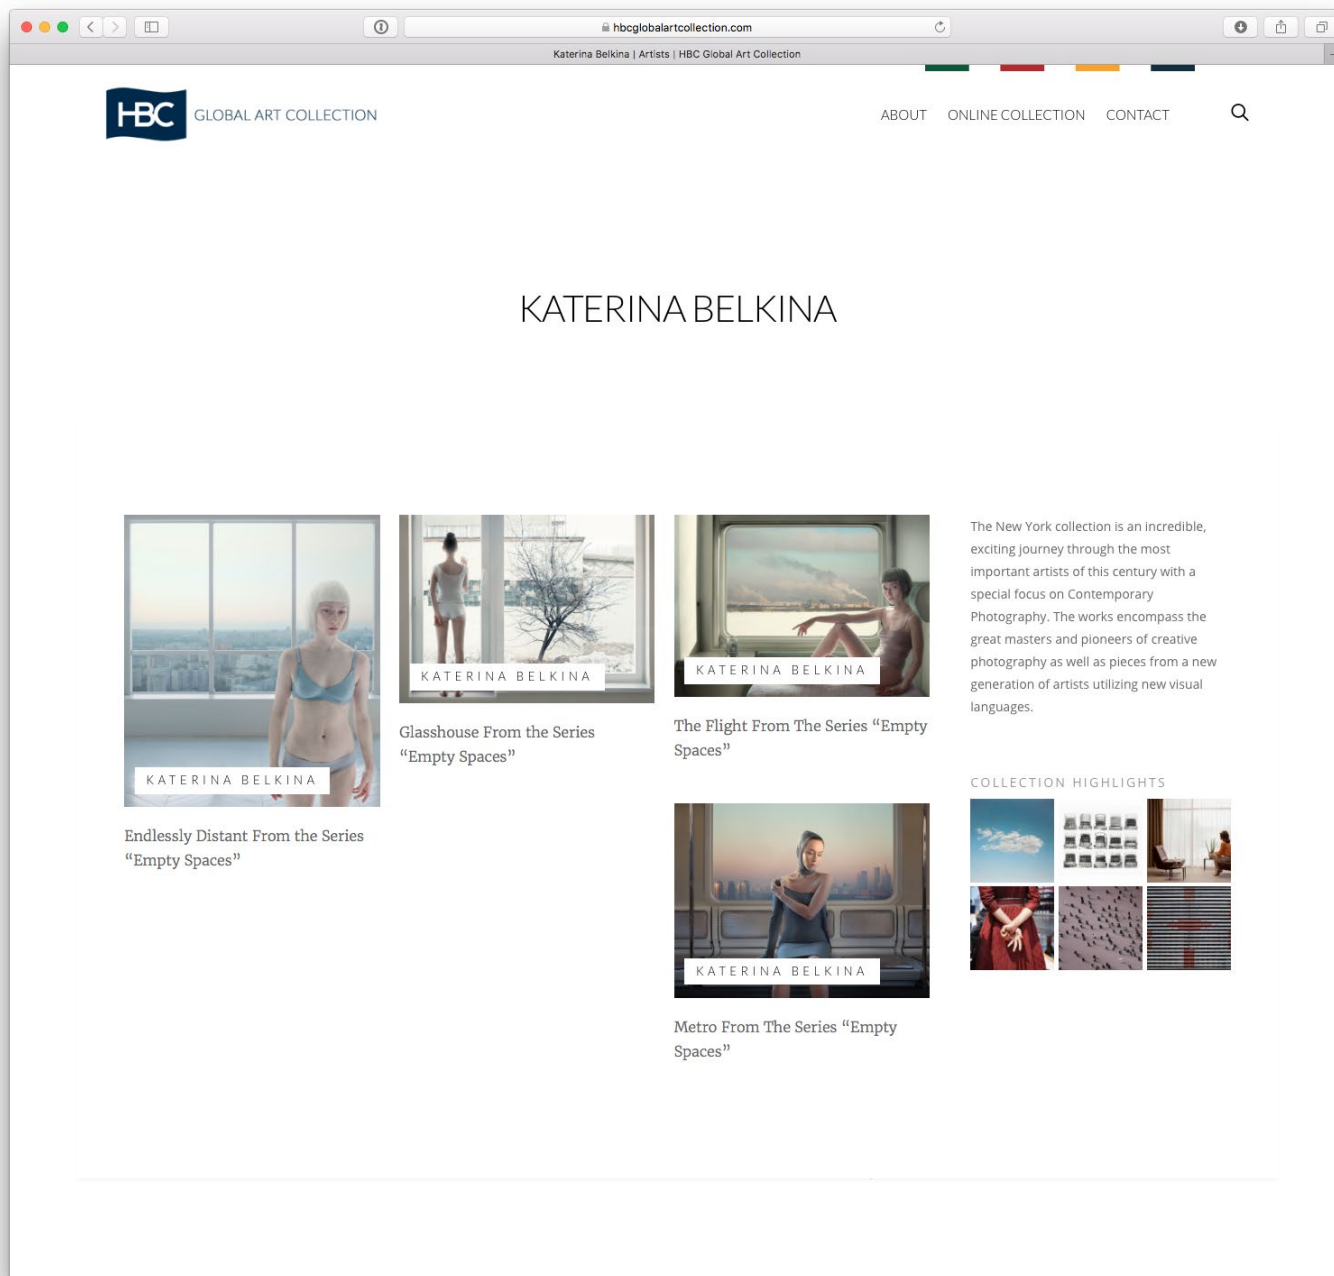 hbcglobalartcollection.com
Katerina Belkina | Artists | HBC Global Art Collection
HBC GLOBAL ART COLLECTION
ABOUT ONLINE COLLECTION CONTACT
KATERINA BELKINA
KATERINA BELKINA
Endlessly Distant From the Series
“Empty Spaces”
KATERINA BELKINA
Glasshouse From the Series
“Empty Spaces”
KATERINA BELKINA
The Flight From The Series “Empty
Spaces”
KATERINA BELKINA
Metro From The Series “Empty
Spaces”
The New York collection is an incredible,
exciting journey through the most
important artists of this century with a
special focus on Contemporary
Photography. The works encompass the
great masters and pioneers of creative
photography as well as pieces from a new
generation of artists utilizing new visual
languages.
COLLECTION HIGHLIGHTS